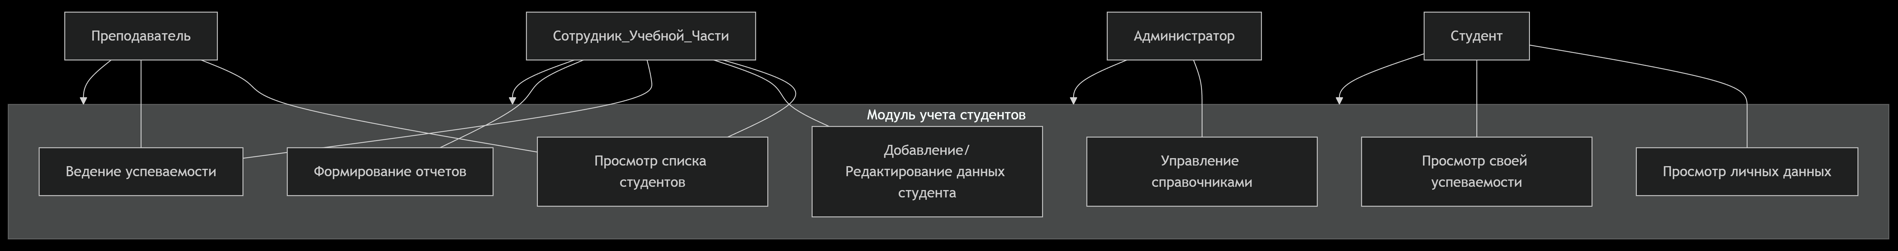 Преподаватель
Сотрудник_Учебной_Части
Администратор
Студент
Модуль учета студентов
Ведение успеваемости
Формирование отчетов
Просмотр списка
студентов
Добавление/
Редактирование данных
студента
Управление
справочниками
Просмотр своей
успеваемости
Просмотр личных данных